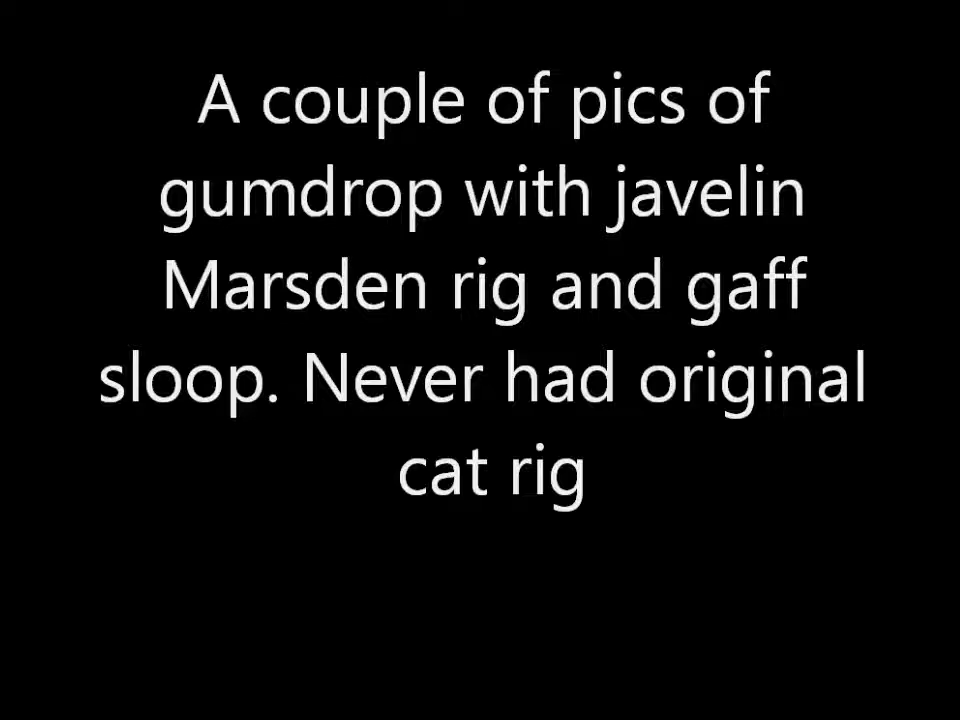 A couple of pics of
gumdrop with javelin
Marsden rig and gaff
sloop. Never had original
cat rig